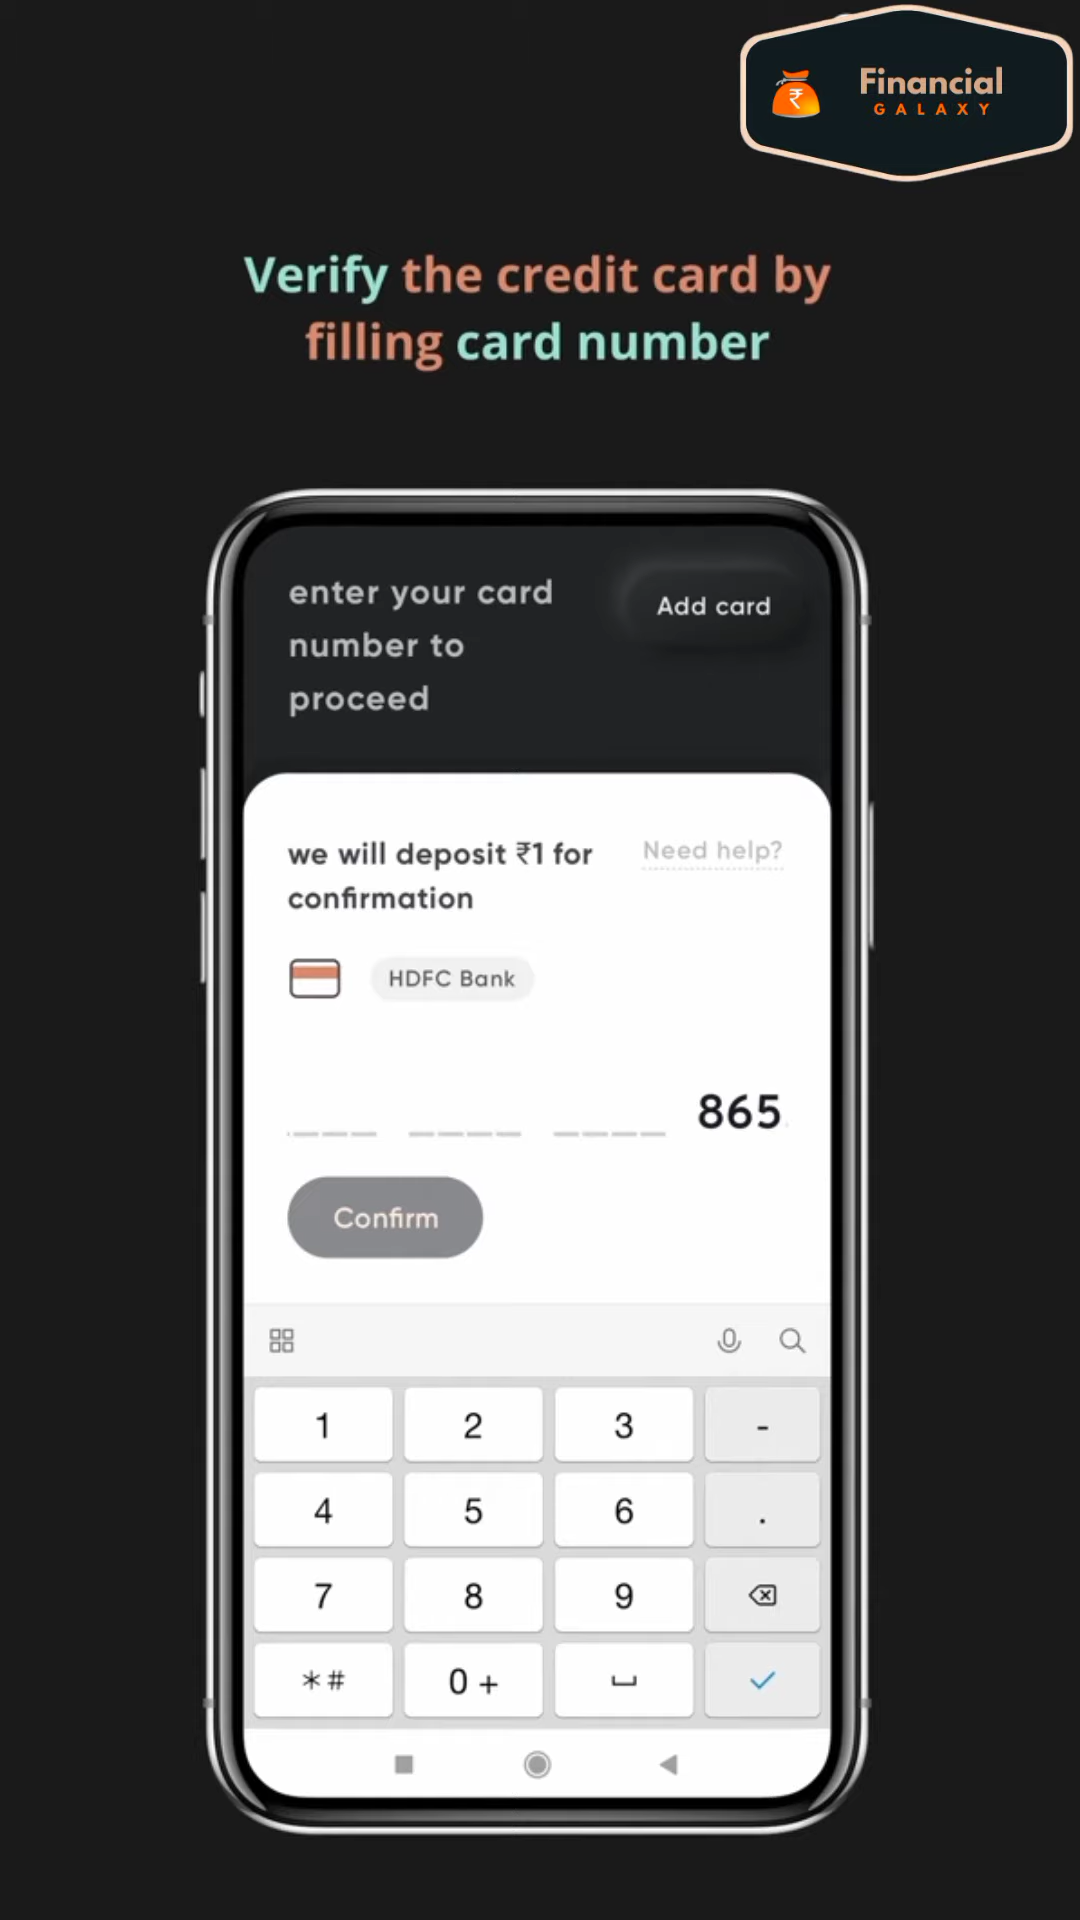 Financial
GALAXY
Verify the credit card by
filling card number
enter your card
number to
proceed
Add card
we will deposit ₹1 for
confirmation
Need help?
HDFC Bank
865
Confirm
1 2 3 -
4 5 6 .
7 8 9
*# 0 +